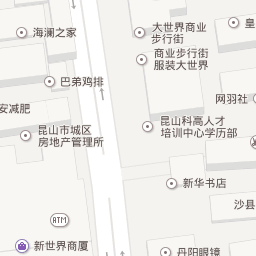 海澜之家
大世界商业
步行街
皇
商业步行街
服装大世界
巴弟鸡排
网羽社
安减肥
昆山市城区
房地产管理所
昆山科高人才
培训中心学历部
新华书店
沙县
ATM
新世界商厦
丹阳眼镜